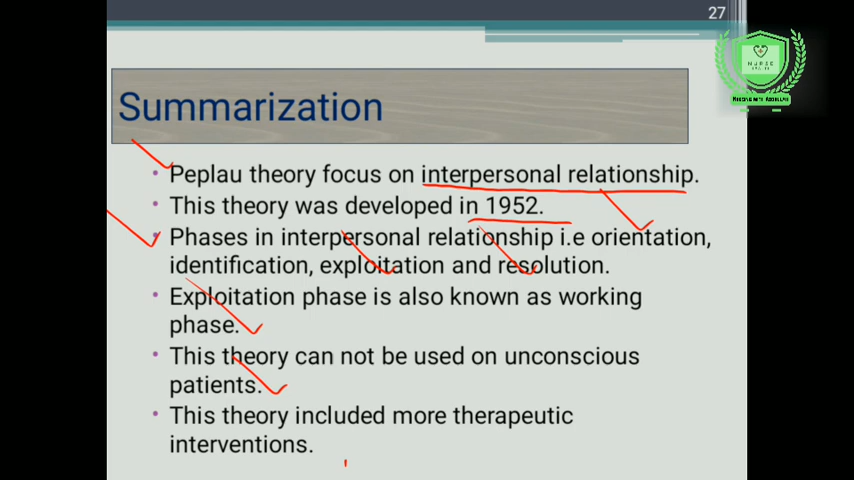 27
NURSE
Summarization
• Peplau theory focus on interpersonal relationship.
• This theory was developed in 1952.
• Phases in interpersonal relationship i.e orientation,
identification, exploitation and resolution.
• Exploitation phase is also known as working
phase.
• This theory can not be used on unconscious
patients.
• This theory included more therapeutic
interventions.